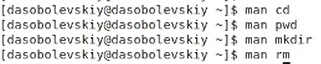 [dasobolevskiy@dasobolevskiy ~]$ man cd
[dasobolevskiy@dasobolevskiy ~]$ man pwd
[dasobolevskiy@dasobolevskiy ~]$ man mkdir
[dasobolevskiy@dasobolevskiy ~]$ man rm